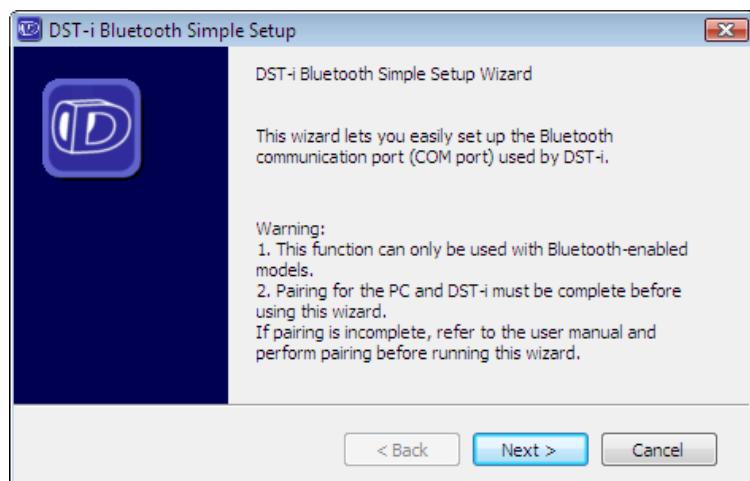 DST-i Bluetooth Simple Setup
DST-i Bluetooth Simple Setup Wizard
This wizard lets you easily set up the Bluetooth
communication port (COM port) used by DST-i.
Warning:
1. This function can only be used with Bluetooth-enabled
models.
2. Pairing for the PC and DST-i must be complete before
using this wizard.
If pairing is incomplete, refer to the user manual and
perform pairing before running this wizard.
< Back Next > Cancel